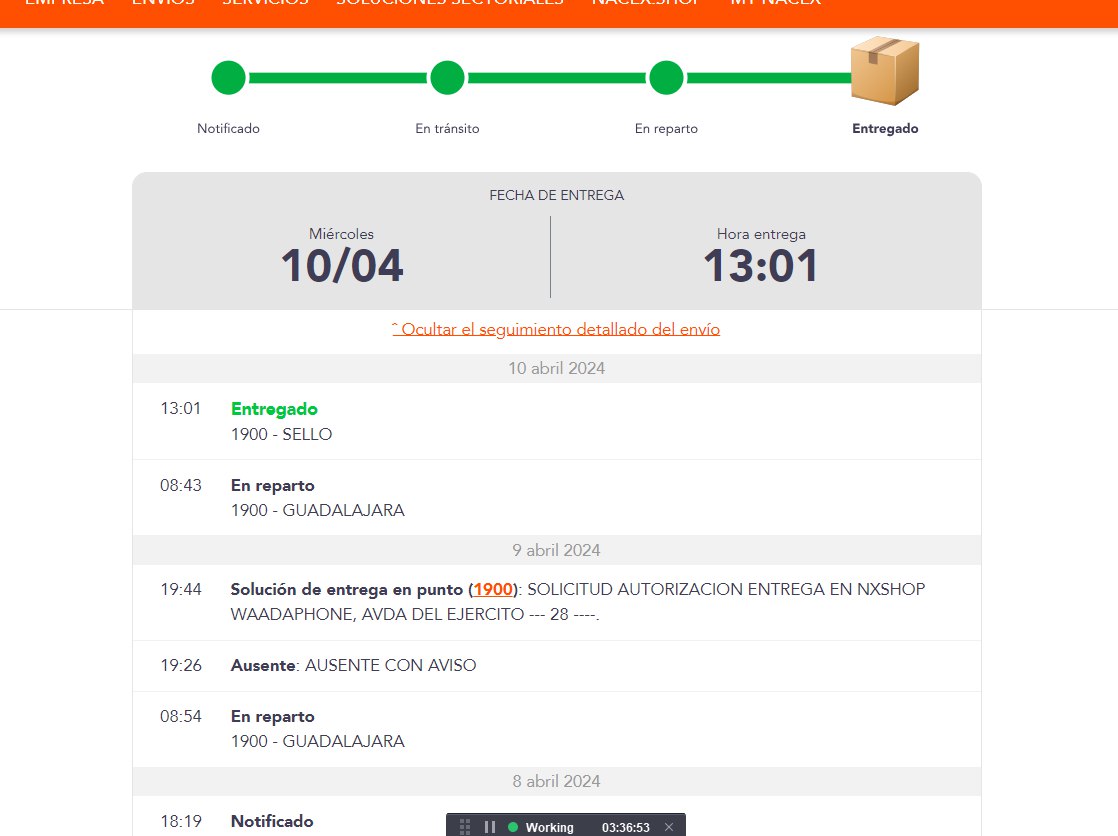 EMPRESA ENVÍOS SERVICIOS SOLUCIONES SECTORIALES NACEX.SHOP MY NACEX
Notificado
En tránsito
En reparto
Entregado
FECHA DE ENTREGA
Miércoles
10/04
Hora entrega
13:01
ˆ Ocultar el seguimiento detallado del envío
10 abril 2024
13:01 Entregado
1900 - SELLO
08:43 En reparto
1900 - GUADALAJARA
9 abril 2024
19:44 Solución de entrega en punto (1900): SOLICITUD AUTORIZACION ENTREGA EN NXSHOP
WAADAPHONE, AVDA DEL EJERCITO --- 28 ----.
19:26 Ausente: AUSENTE CON AVISO
08:54 En reparto
1900 - GUADALAJARA
8 abril 2024
18:19 Notificado
Working 03:36:53